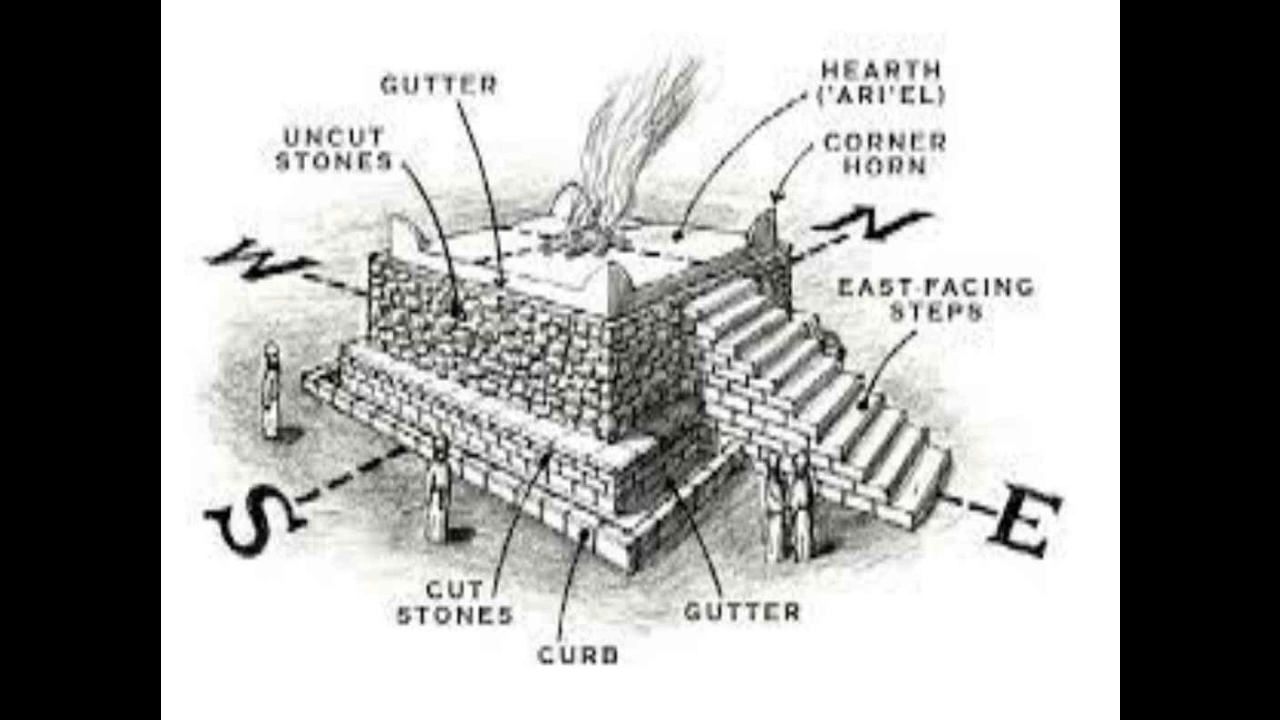 GUTTER
HEARTH
('ARI'EL)
UNCUT
STONES
CORNER
HORN
N
W
EAST-FACING
STEPS
S
E
CUT
STONES
GUTTER
CURB